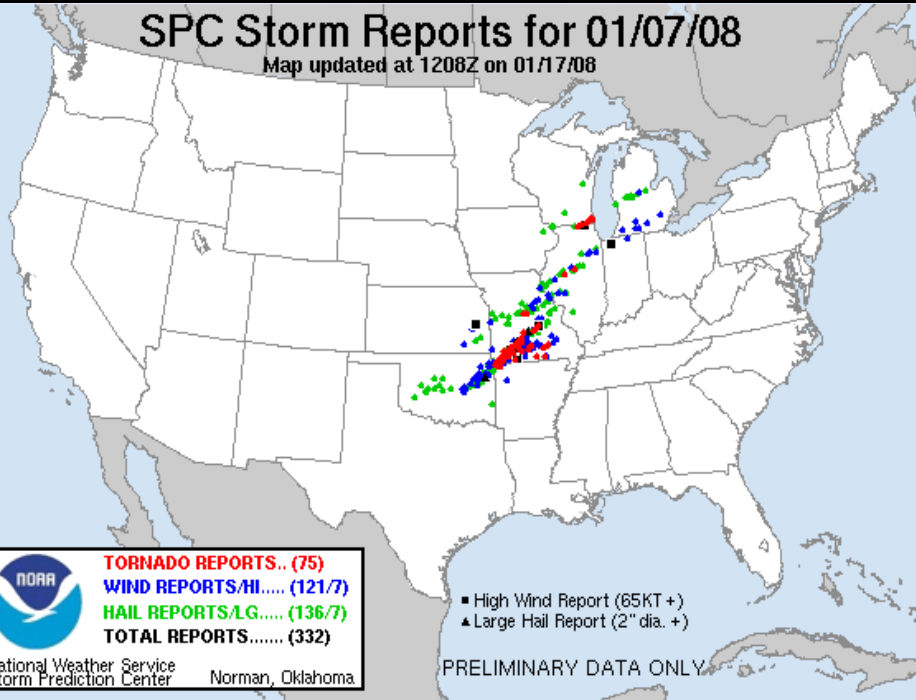 SPC Storm Reports for 01/07/08
Map updated at 1208Z on 01/17/08
NOAA
TORNADO REPORTS.. (75)
WIND REPORTS/HI..... (121/7)
HAIL REPORTS/LG..... (136/7)
TOTAL REPORTS....... (332)
ational Weather Service
torm Prediction Center
Norman, Oklahoma
High Wind Report (65KT +)
Large Hail Report (2" dia. +)
PRELIMINARY DATA ONLY